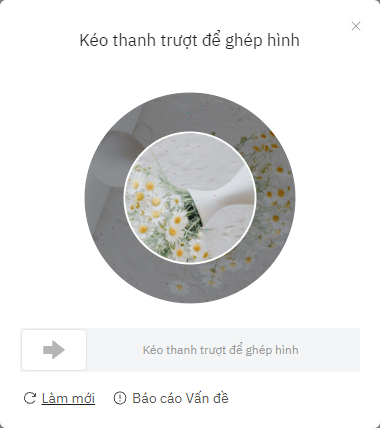 Kéo thanh trượt để ghép hình
Kéo thanh trượt để ghép hình
Làm mới
Báo cáo Vấn đề